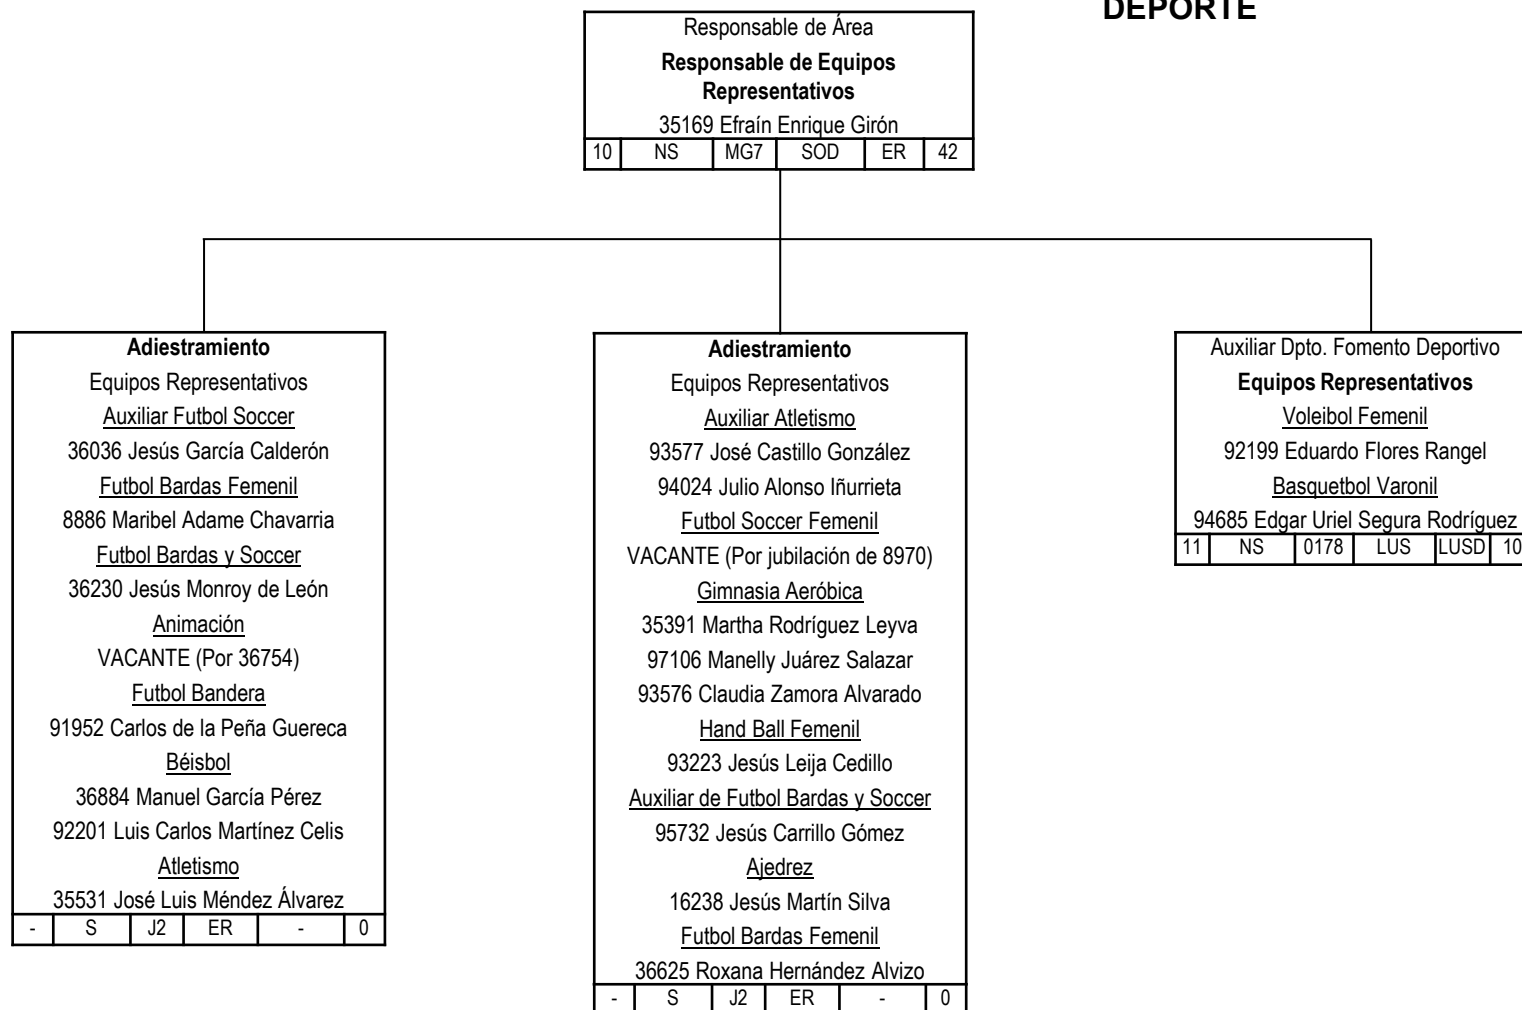 DEPORTE
Responsable de Área
Responsable de Equipos
Representativos
35169 Efraín Enrique Girón
10 NS MG7 SOD ER 42
Adiestramiento
Equipos Representativos
Auxiliar Futbol Soccer
36036 Jesús García Calderón
Futbol Bardas Femenil
8886 Maribel Adame Chavarria
Futbol Bardas y Soccer
36230 Jesús Monroy de León
Animación
VACANTE (Por 36754)
Futbol Bandera
91952 Carlos de la Peña Guereca
Béisbol
36884 Manuel García Pérez
92201 Luis Carlos Martínez Celis
Atletismo
35531 José Luis Méndez Álvarez
- S J2 ER - 0
Adiestramiento
Equipos Representativos
Auxiliar Atletismo
93577 José Castillo González
94024 Julio Alonso Iñurrieta
Futbol Soccer Femenil
VACANTE (Por jubilación de 8970)
Gimnasia Aeróbica
35391 Martha Rodríguez Leyva
97106 Manelly Juárez Salazar
93576 Claudia Zamora Alvarado
Hand Ball Femenil
93223 Jesús Leija Cedillo
Auxiliar de Futbol Bardas y Soccer
95732 Jesús Carrillo Gómez
Ajedrez
16238 Jesús Martín Silva
Futbol Bardas Femenil
36625 Roxana Hernández Alvizo
- S J2 ER - 0
Auxiliar Dpto. Fomento Deportivo
Equipos Representativos
Voleibol Femenil
92199 Eduardo Flores Rangel
Basquetbol Varonil
94685 Edgar Uriel Segura Rodríguez
11 NS 0178 LUS LUSD 10